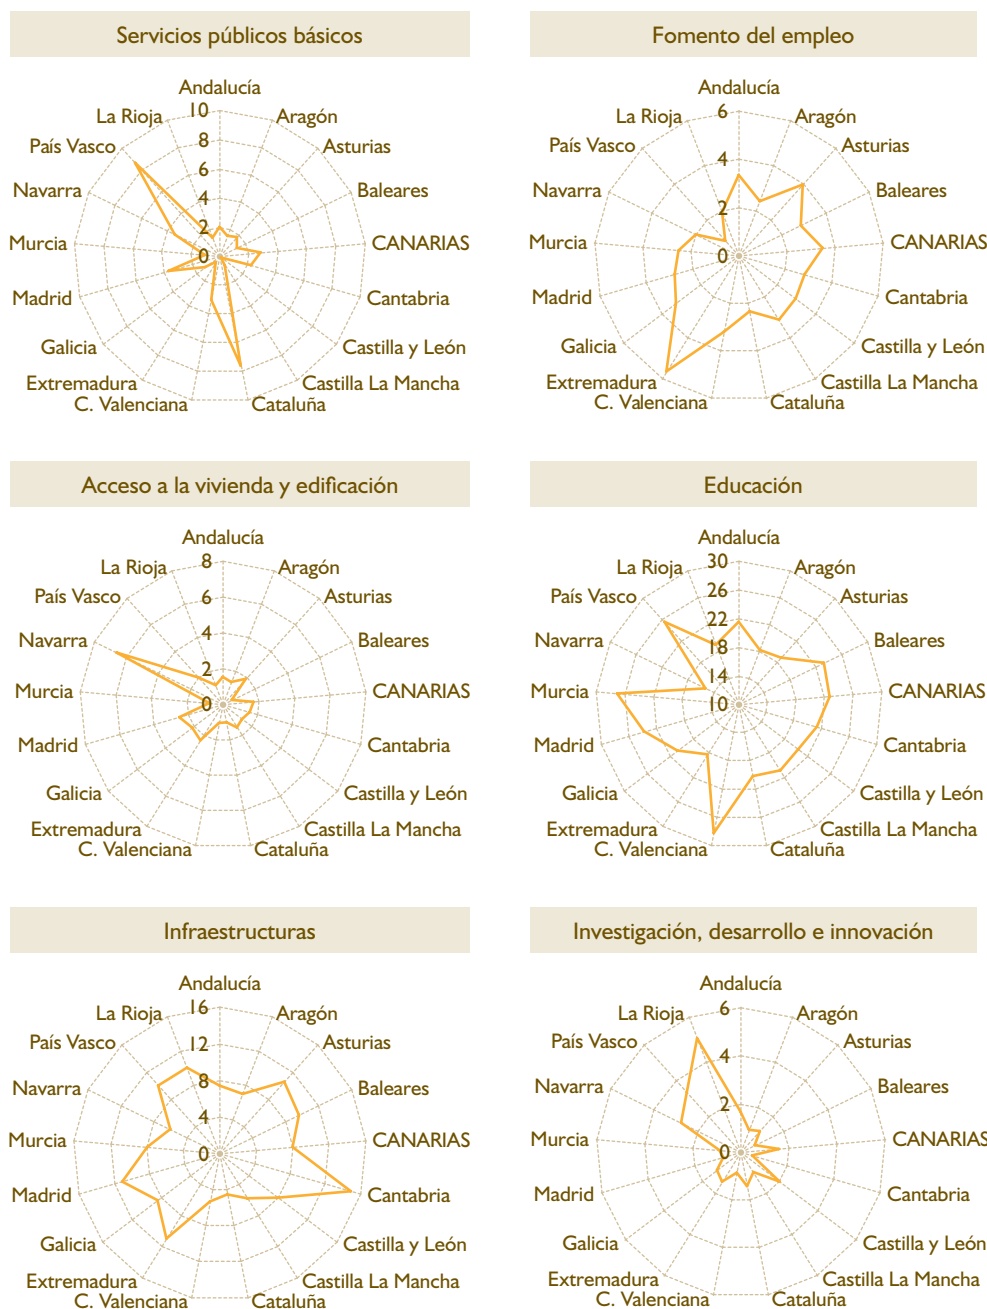 Servicios públicos básicos
Andalucía
Aragón
Asturias
Baleares
CANARIAS
Cantabria
Castilla y León
Castilla La Mancha
Cataluña
C. Valenciana
Extremadura
Galicia
Madrid
Murcia
Navarra
País Vasco
La Rioja
10
8
6
4
2
0
Fomento del empleo
Andalucía
Aragón
Asturias
Baleares
CANARIAS
Cantabria
Castilla y León
Castilla La Mancha
Cataluña
C. Valenciana
Extremadura
Galicia
Madrid
Murcia
Navarra
País Vasco
La Rioja
6
4
2
0
Acceso a la vivienda y edificación
Andalucía
Aragón
Asturias
Baleares
CANARIAS
Cantabria
Castilla y León
Castilla La Mancha
Cataluña
C. Valenciana
Extremadura
Galicia
Madrid
Murcia
Navarra
País Vasco
La Rioja
8
6
4
2
0
Educación
Andalucía
Aragón
Asturias
Baleares
CANARIAS
Cantabria
Castilla y León
Castilla La Mancha
Cataluña
C. Valenciana
Extremadura
Galicia
Madrid
Murcia
Navarra
País Vasco
La Rioja
30
26
22
18
14
10
Infraestructuras
Andalucía
Aragón
Asturias
Baleares
CANARIAS
Cantabria
Castilla y León
Castilla La Mancha
Cataluña
C. Valenciana
Extremadura
Galicia
Madrid
Murcia
Navarra
País Vasco
La Rioja
16
12
8
4
0
Investigación, desarrollo e innovación
Andalucía
Aragón
Asturias
Baleares
CANARIAS
Cantabria
Castilla y León
Castilla La Mancha
Cataluña
C. Valenciana
Extremadura
Galicia
Madrid
Murcia
Navarra
País Vasco
La Rioja
6
4
2
0